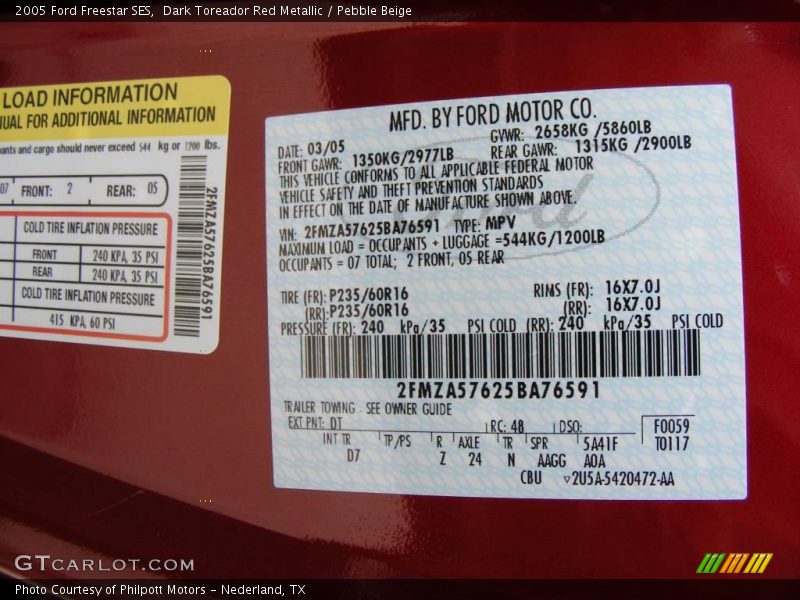 2005 Ford Freestar SES,  Dark Toreador Red Metallic / Pebble Beige
LOAD INFORMATION
FOR ADDITIONAL INFORMATION
and cargo should never exceed 544 kg or 1200 lbs.
07 FRONT: 2 REAR: 05
COLD TIRE INFLATION PRESSURE
FRONT 240 KPA, 35 PSI
REAR 240 KPA, 35 PSI
COLD TIRE INFLATION PRESSURE
415 KPA, 60 PSI
2FMZA57625BA76591
MFD. BY FORD MOTOR CO.
DATE: 03/05 GVWR: 2658KG /5860LB
FRONT GAWR: 1350KG/2977LB REAR GAWR: 1315KG /2900LB
THIS VEHICLE CONFORMS TO ALL APPLICABLE FEDERAL MOTOR
VEHICLE SAFETY AND THEFT PREVENTION STANDARDS
IN EFFECT ON THE DATE OF MANUFACTURE SHOWN ABOVE.
VIN: 2FMZA57625BA76591 TYPE: MPV
MAXIMUM LOAD = OCCUPANTS + LUGGAGE =544KG/1200LB
OCCUPANTS = 07 TOTAL; 2 FRONT, 05 REAR
TIRE (FR): P235/60R16 RIMS (FR): 16X7.0J
(RR): P235/60R16 (RR): 16X7.0J
PRESSURE (FR): 240 kPa/35 PSI COLD (RR): 240 kPa/35 PSI COLD
2FMZA57625BA76591
TRAILER TOWING - SEE OWNER GUIDE
EXT PNT: DT RC: 48 DSO: F0059
INT TR TP/PS R AXLE TR SPR 5A41F T0117
D7 Z 24 N AAGG A0A
CBU ▽2U5A-5420472-AA
GTCARLOT.COM
Photo Courtesy of Philpott Motors - Nederland, TX